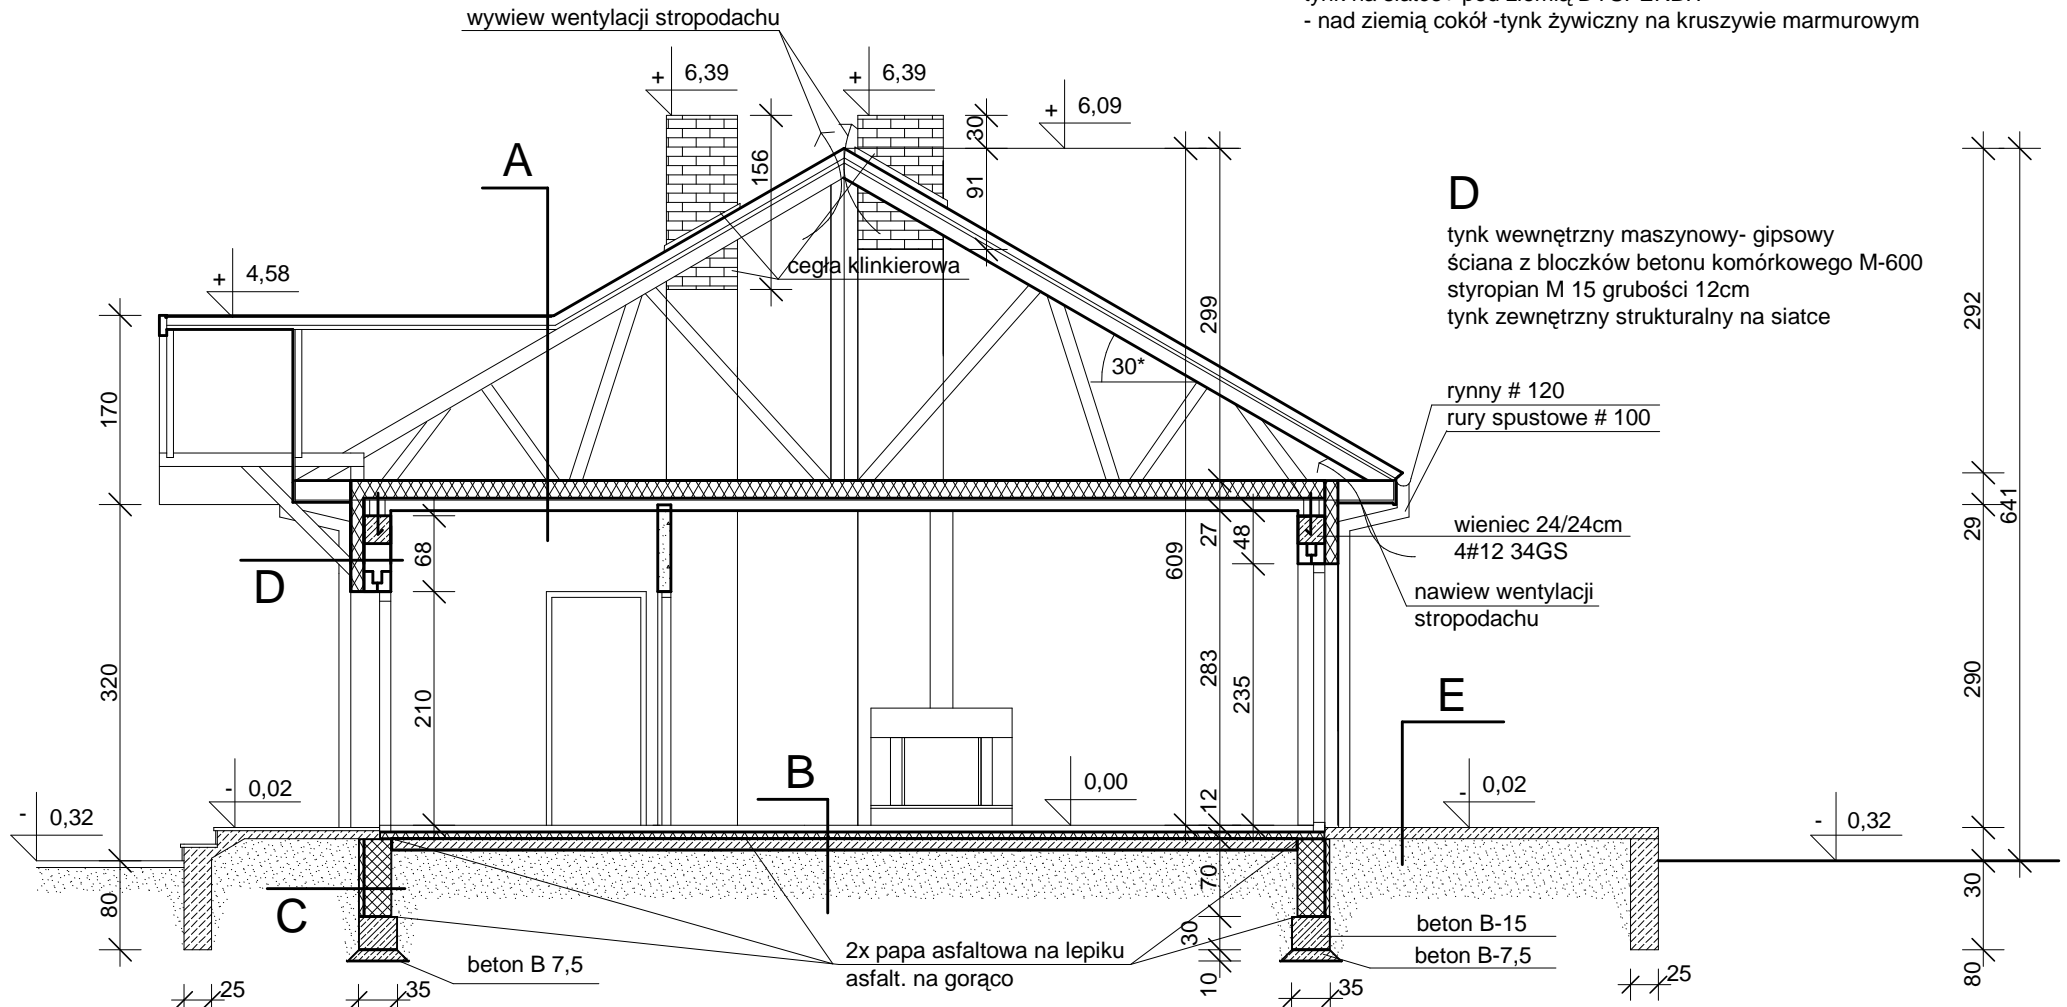 - nad ziemią cokół -tynk żywiczny na kruszywie marmurowym
wywiew wentylacji stropodachu
+ 6,39
+ 6,39
+ 6,09
30
91
156
A
cegła klinkierowa
+ 4,58
299
292
641
D
tynk wewnętrzny maszynowy- gipsowy
ściana z bloczków betonu komórkowego M-600
styropian M 15 grubości 12cm
tynk zewnętrzny strukturalny na siatce
30*
170
rynny # 120
rury spustowe # 100
wieniec 24/24cm
4#12 34GS
nawiew wentylacji
stropodachu
68
27
48
29
609
D
320
210
283
235
290
E
B
0,00
12
- 0,02
- 0,02
- 0,32
- 0,32
80
C
70
30
10
30
80
2x papa asfaltowa na lepiku
asfalt. na gorąco
beton B 7,5
beton B-15
beton B-7,5
25
35
35
25